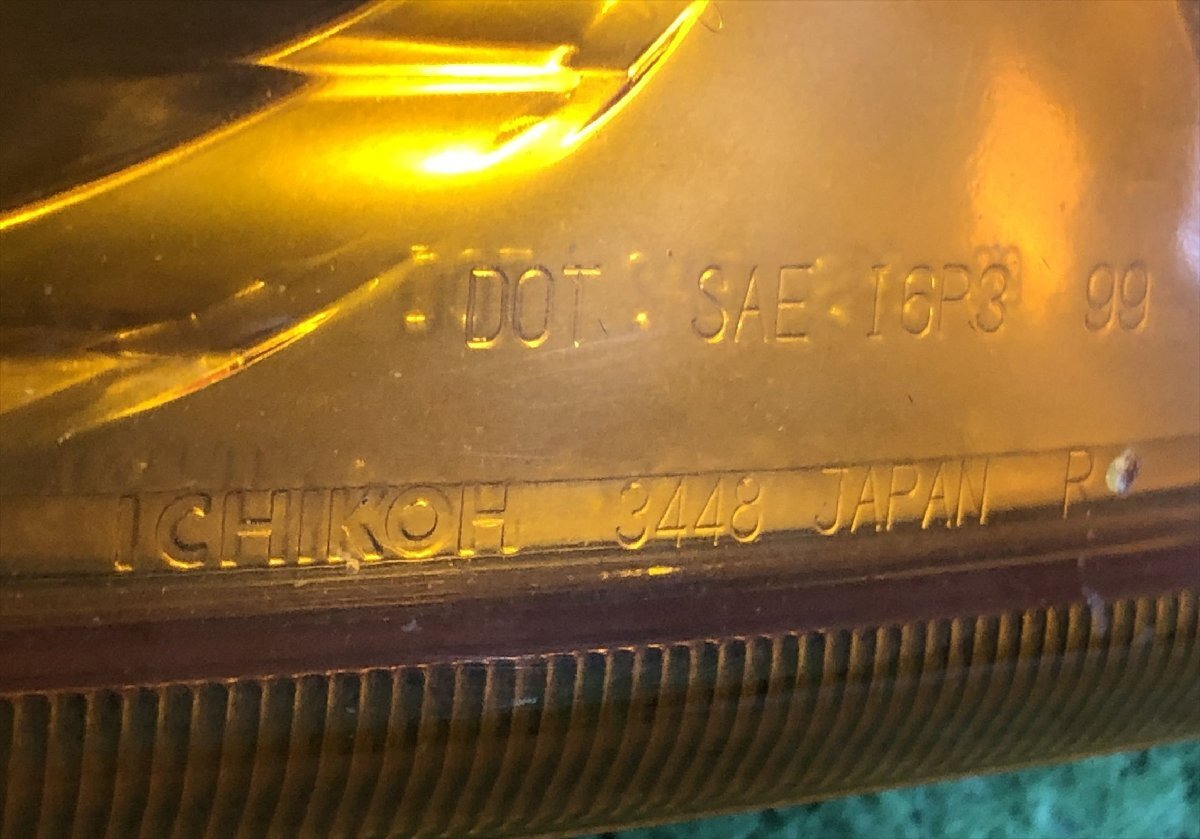 DOT SAE I6P3 99
ICHIKOH 3448 JAPAN R